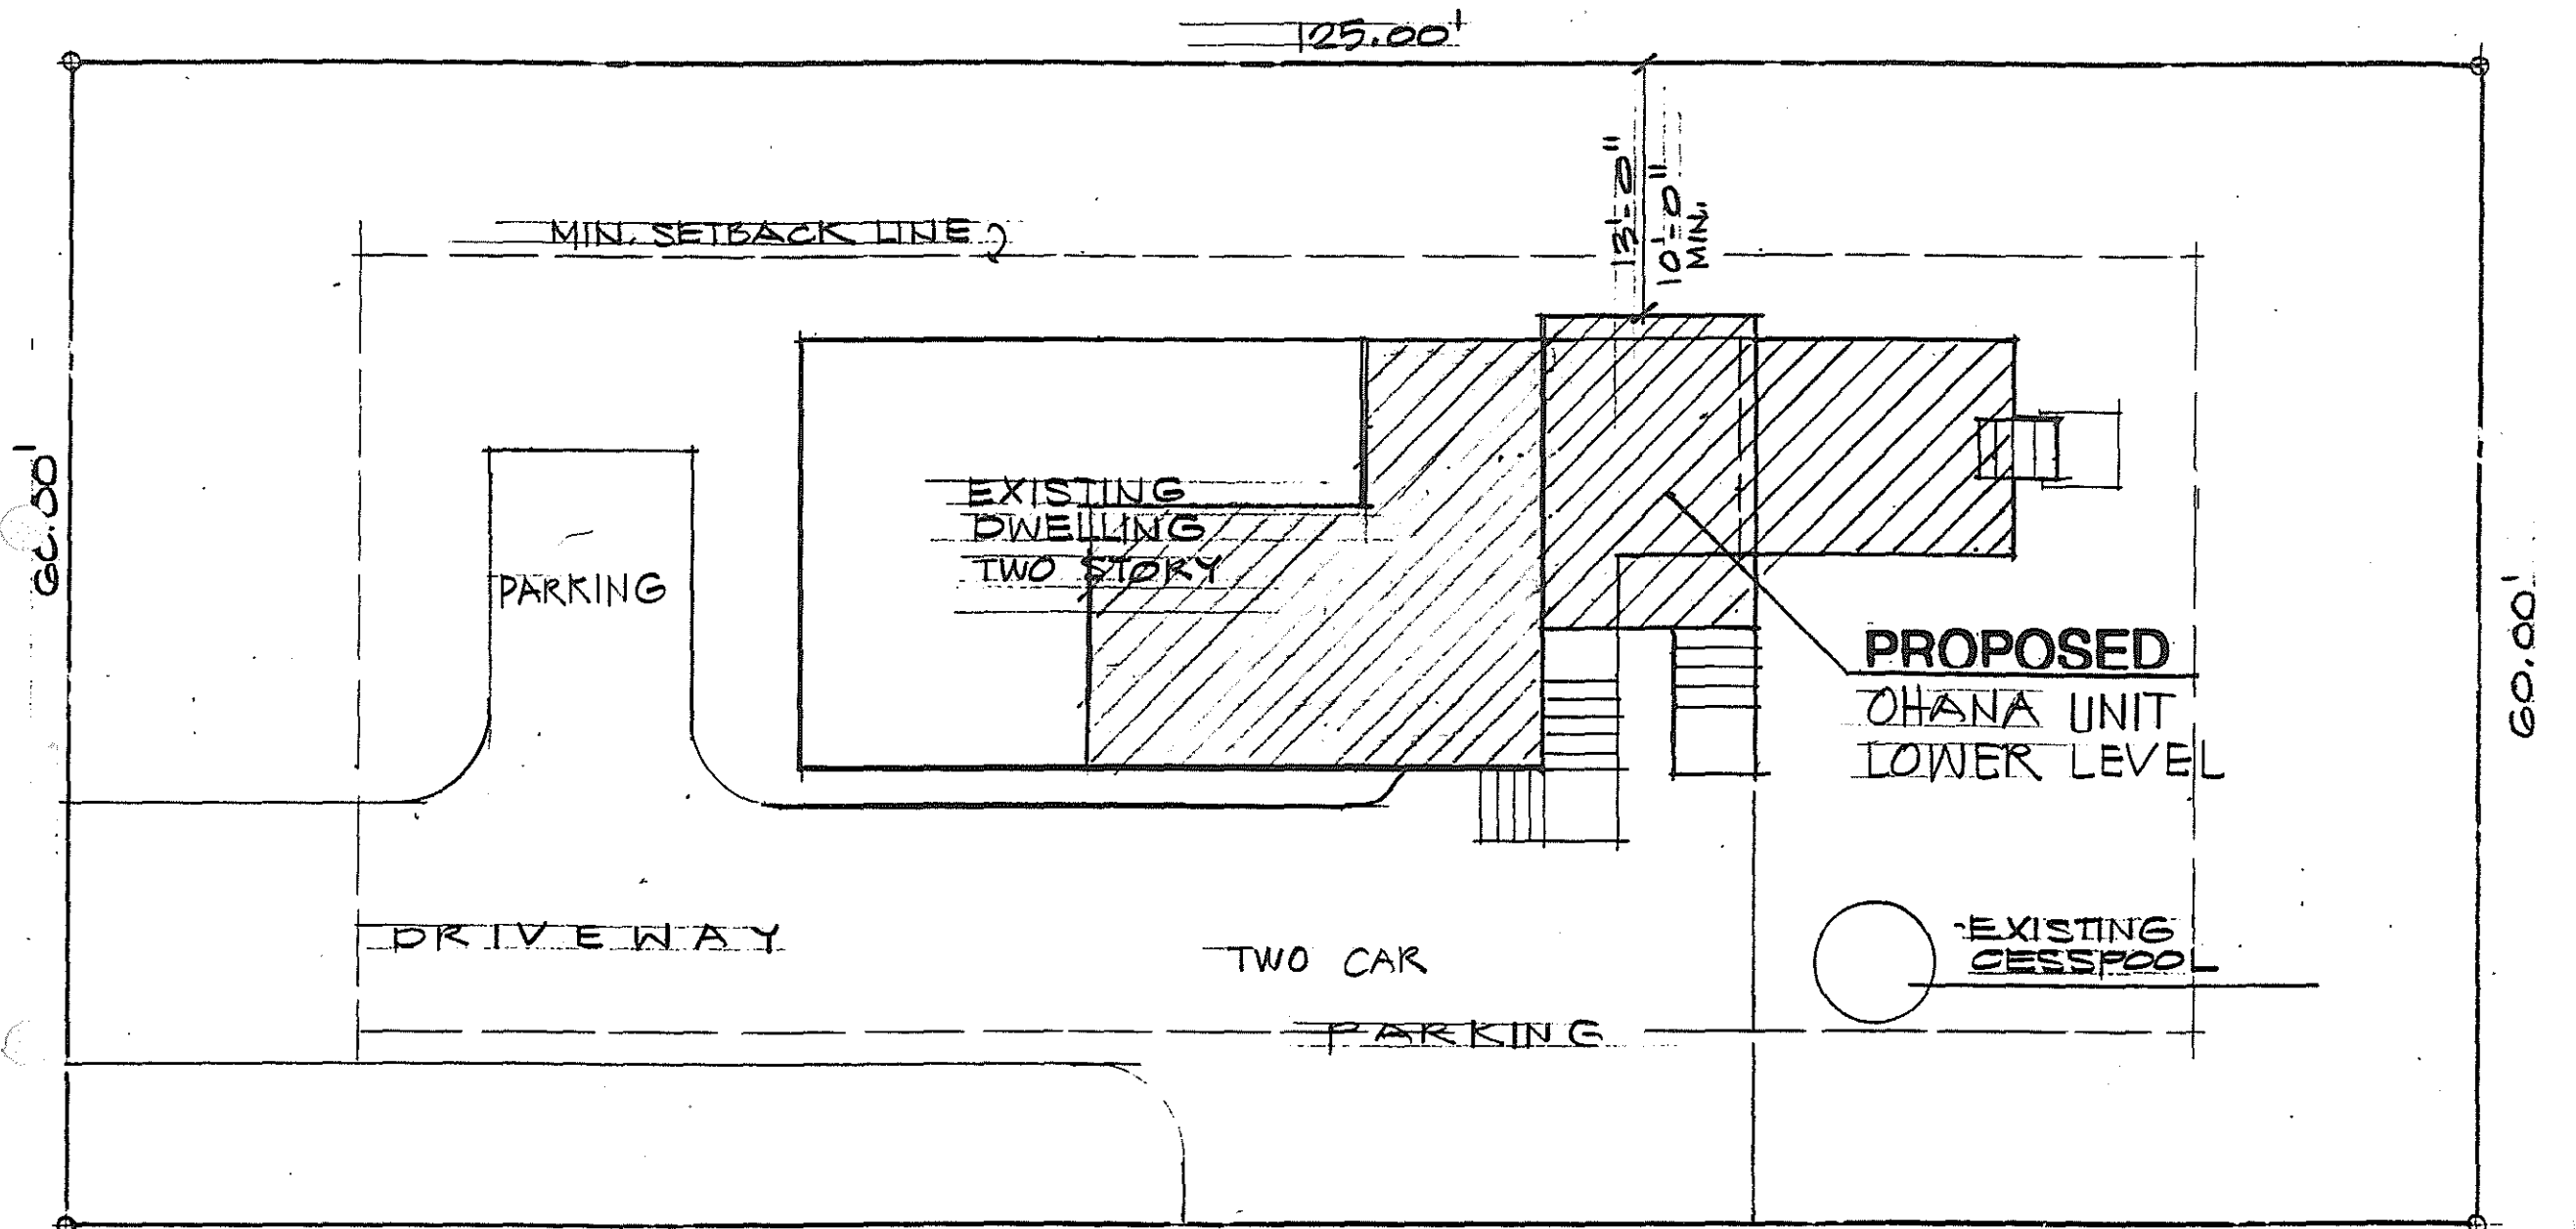 125.00'
MIN. SETBACK LINE
13'-0"
10'-0"
MIN.
60.00'
EXISTING
DWELLING
TWO STORY
PARKING
PROPOSED
OHANA UNIT
LOWER LEVEL
60.00'
DRIVEWAY
TWO CAR
PARKING
EXISTING
CESSPOOL